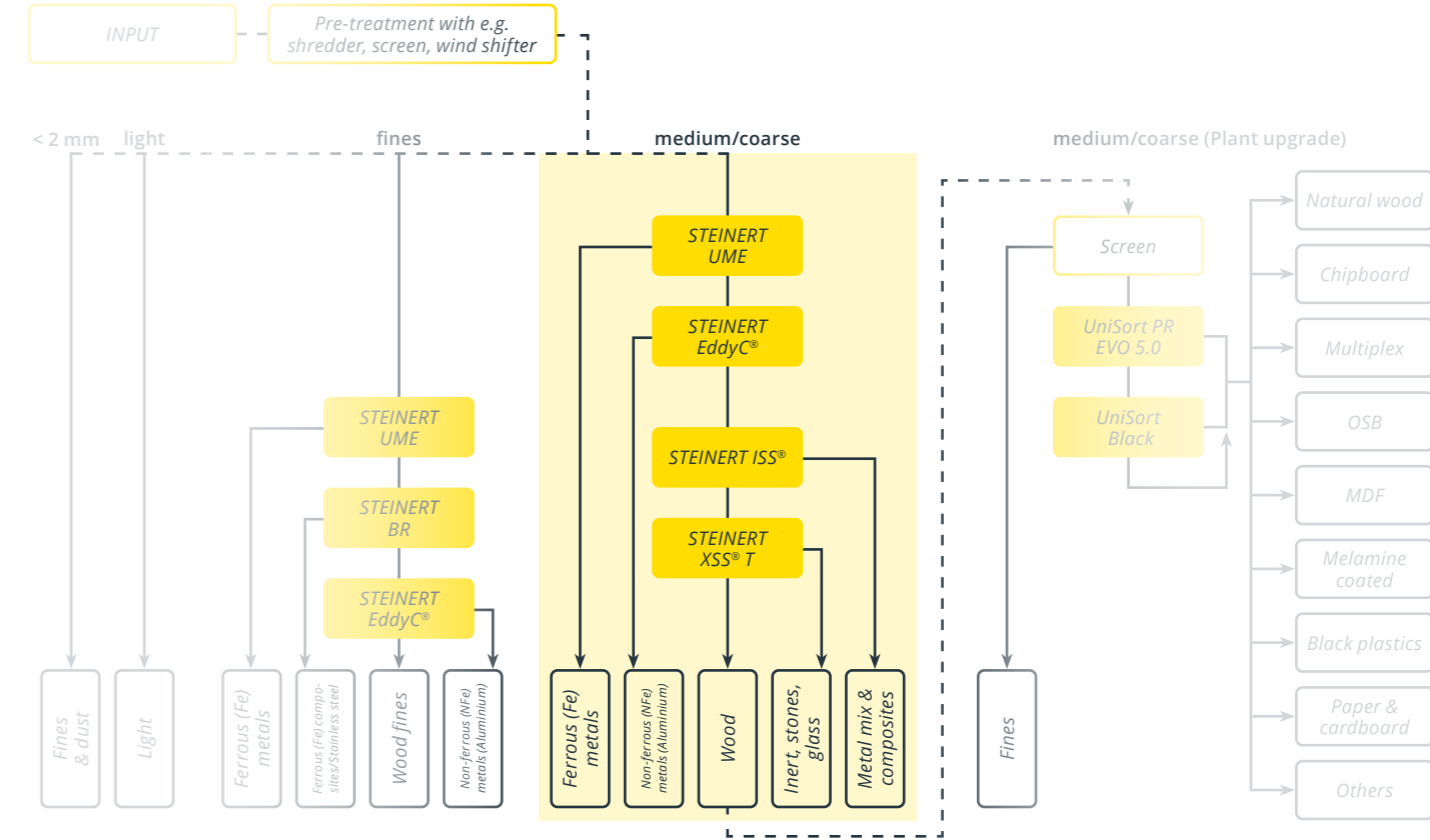 INPUT
Pre-treatment with e.g.
shredder, screen, wind shifter
< 2 mm
light
fines
medium/coarse
medium/coarse (Plant upgrade)
STEINERT
UME
STEINERT
BR
STEINERT
EddyC®
STEINERT
UME
STEINERT
EddyC®
STEINERT ISS®
STEINERT
XSS® T
Screen
UniSort PR
EVO 5.0
UniSort
Black
Natural wood
Chipboard
Multiplex
OSB
MDF
Melamine
coated
Black plastics
Paper &
cardboard
Others
Fines
& dust
Light
Ferrous (Fe)
metals
Ferrous (Fe) compo-
sites/Stainless steel
Wood fines
Non-ferrous (NFe)
metals (Aluminium)
Ferrous (Fe)
metals
Non-ferrous (NFe)
metals (Aluminium)
Wood
Inert, stones,
glass
Metal mix &
composites
Fines